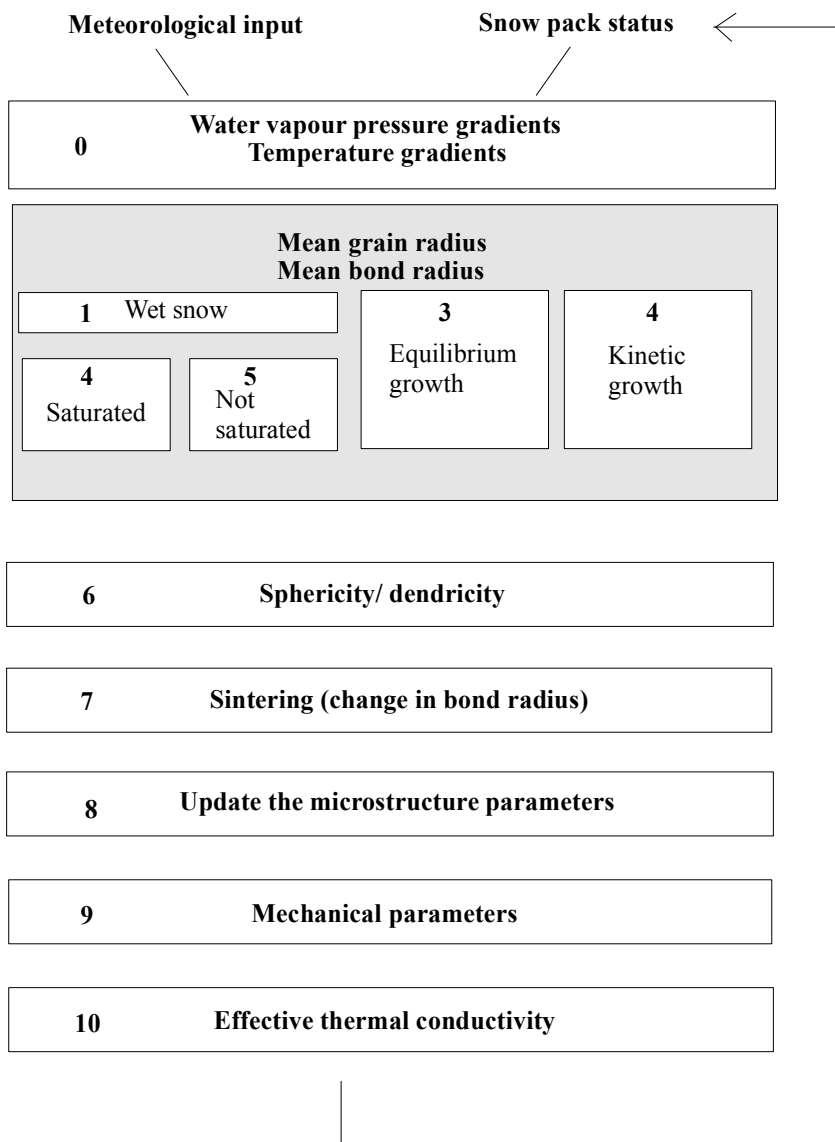 Meteorological input
Snow pack status
0
Water vapour pressure gradients
Temperature gradients
Mean grain radius
Mean bond radius
1 Wet snow
4
Saturated
5
Not
saturated
3
Equilibrium
growth
4
Kinetic
growth
6 Sphericity/ dendricity
7 Sintering (change in bond radius)
8 Update the microstructure parameters
9 Mechanical parameters
10 Effective thermal conductivity